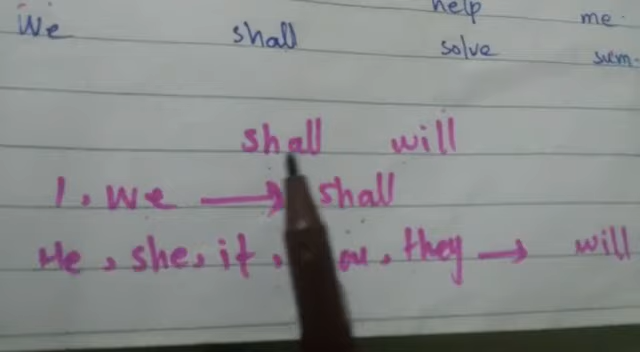 help me.
We shall solve sum.
shall will
I, We → shall
He, she, it, , they → will